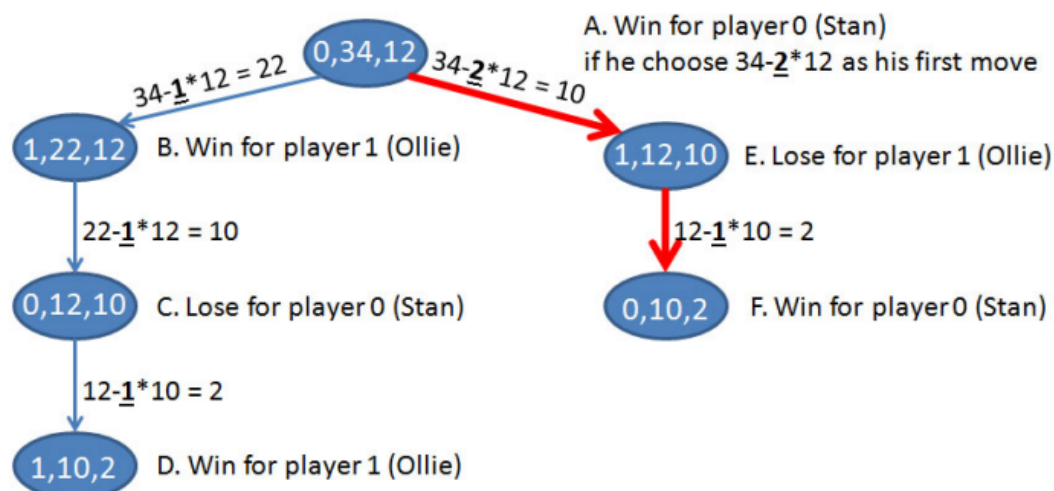 0,34,12
A. Win for player 0 (Stan)
if he choose 34-2*12 as his first move
34-1*12 = 22
34-2*12 = 10
1,22,12
B. Win for player 1 (Ollie)
1,12,10
E. Lose for player 1 (Ollie)
22-1*12 = 10
12-1*10 = 2
0,12,10
C. Lose for player 0 (Stan)
0,10,2
F. Win for player 0 (Stan)
12-1*10 = 2
1,10,2
D. Win for player 1 (Ollie)